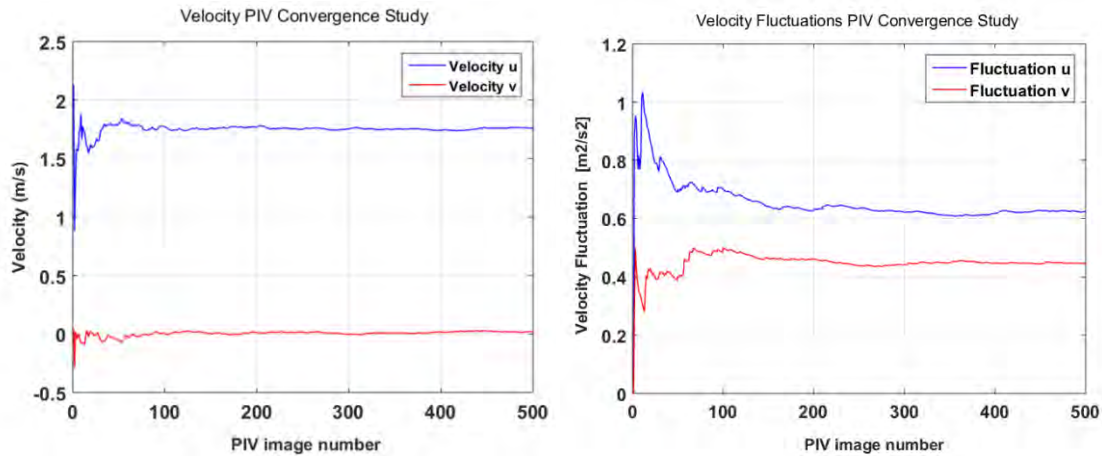 Velocity PIV Convergence Study
2.5
2
1.5
1
0.5
0
-0.5
Velocity (m/s)
Velocity u
Velocity v
0 100 200 300 400 500
PIV image number
Velocity Fluctuations PIV Convergence Study
1.2
1
0.8
0.6
0.4
0.2
0
Velocity Fluctuation [m2/s2]
Fluctuation u
Fluctuation v
0 100 200 300 400 500
PIV image number